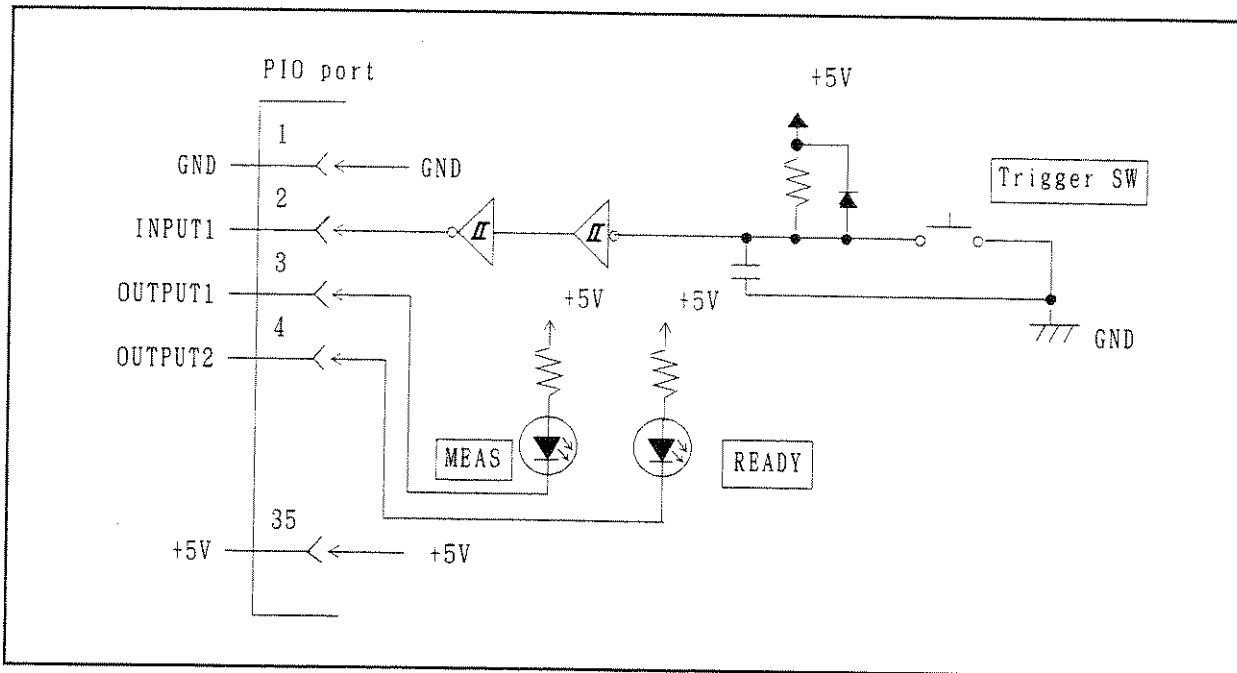 PIO port
+5V
1
GND
GND
Trigger SW
2
INPUT1
3
OUTPUT1
+5V
+5V
4
GND
OUTPUT2
MEAS
READY
35
+5V
+5V